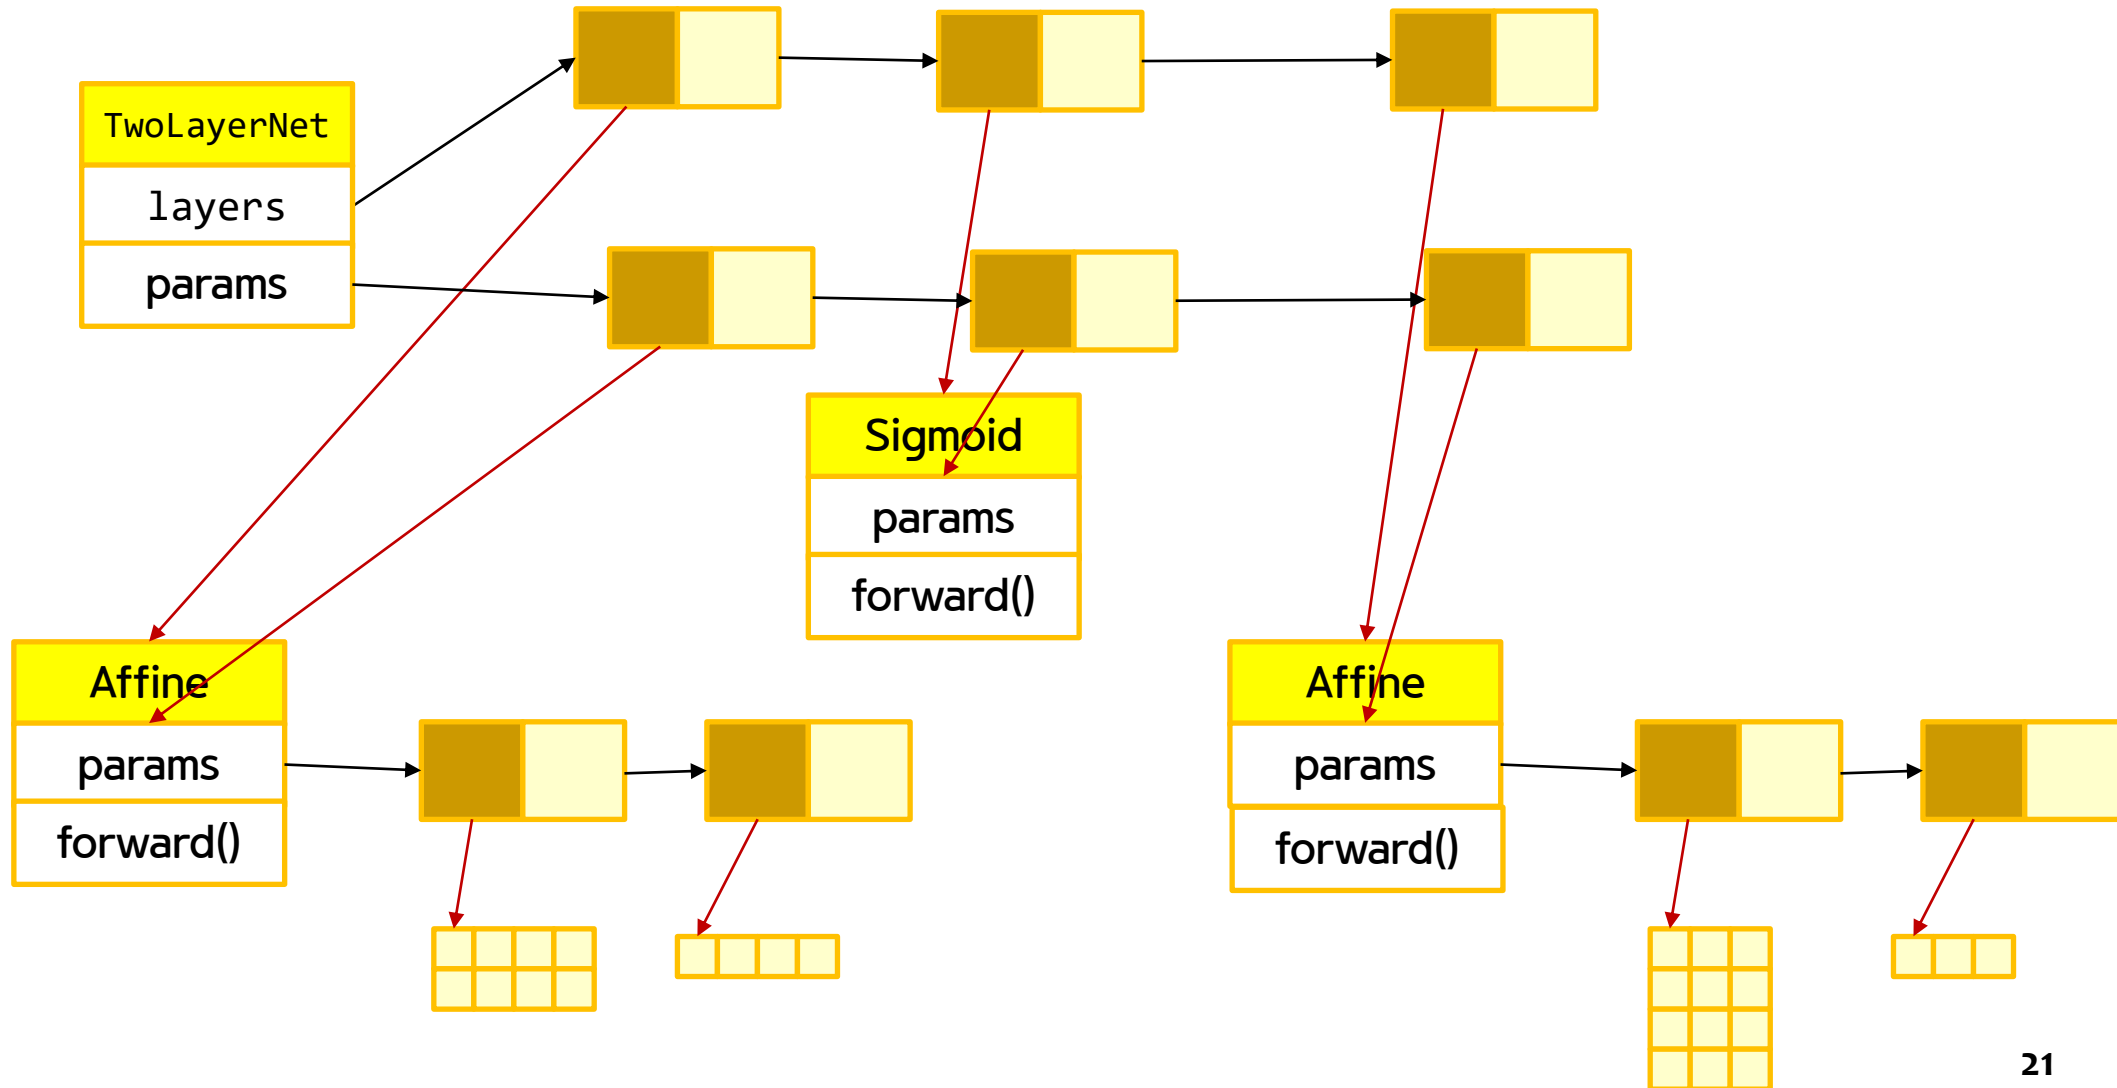 TwoLayerNet
layers
params
Sigmoid
params
forward()
Affine
params
forward()
Affine
params
forward()
21